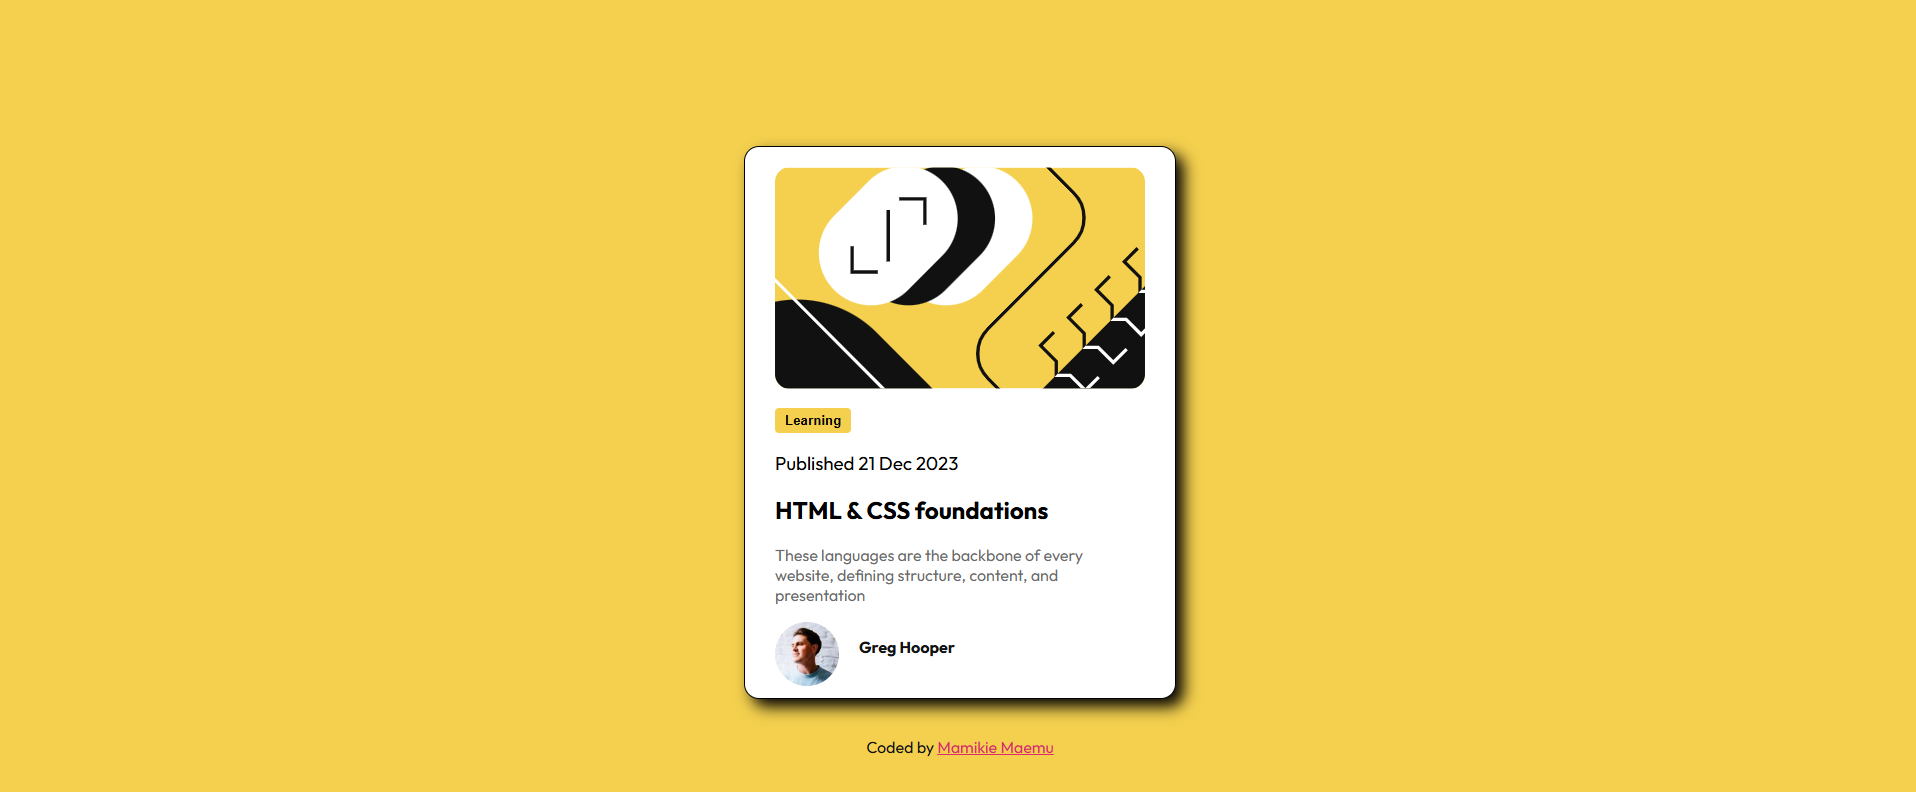 Learning
Published 21 Dec 2023
HTML & CSS foundations
These languages are the backbone of every
website, defining structure, content, and
presentation
Greg Hooper
Coded by Mamikie Maemu